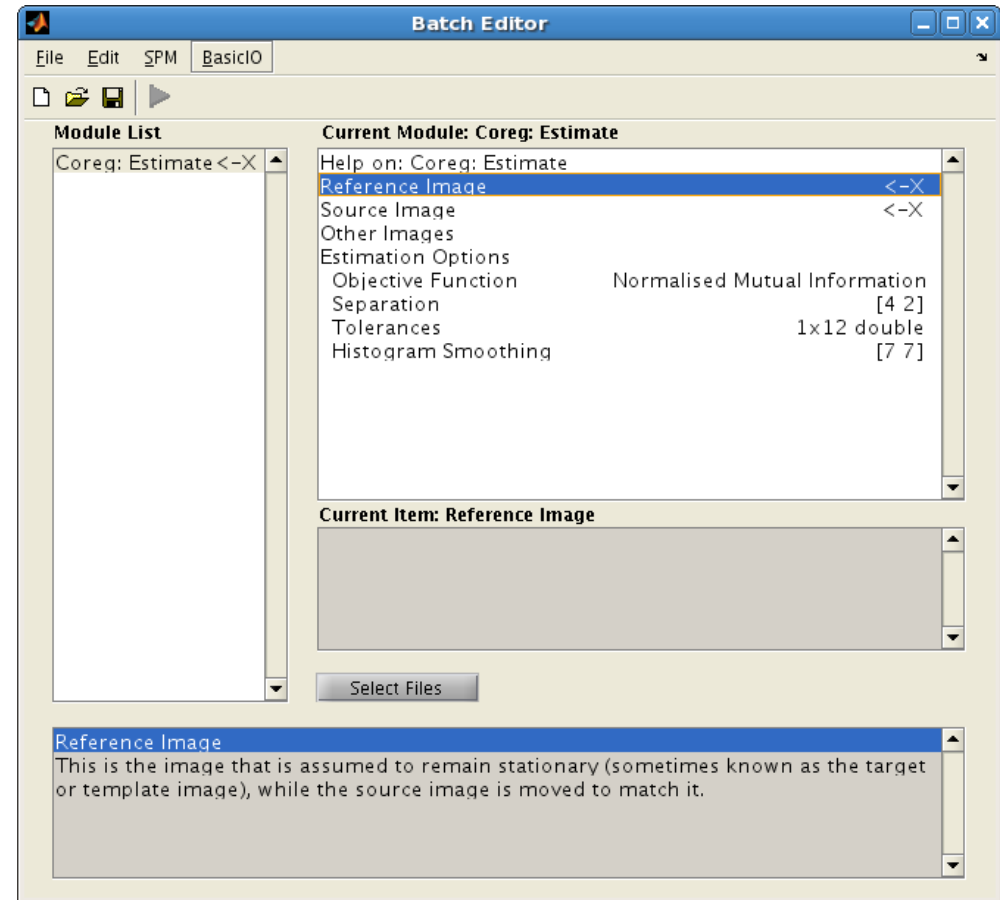 Batch Editor
File Edit SPM BasicIO
Module List
Coreg: Estimate<-X
Current Module: Coreg: Estimate
Help on: Coreg: Estimate
Reference Image <-X
Source Image <-X
Other Images
Estimation Options
Objective Function Normalised Mutual Information
Separation [4 2]
Tolerances 1x12 double
Histogram Smoothing [7 7]
Current Item: Reference Image
Select Files
Reference Image
This is the image that is assumed to remain stationary (sometimes known as the target
or template image), while the source image is moved to match it.